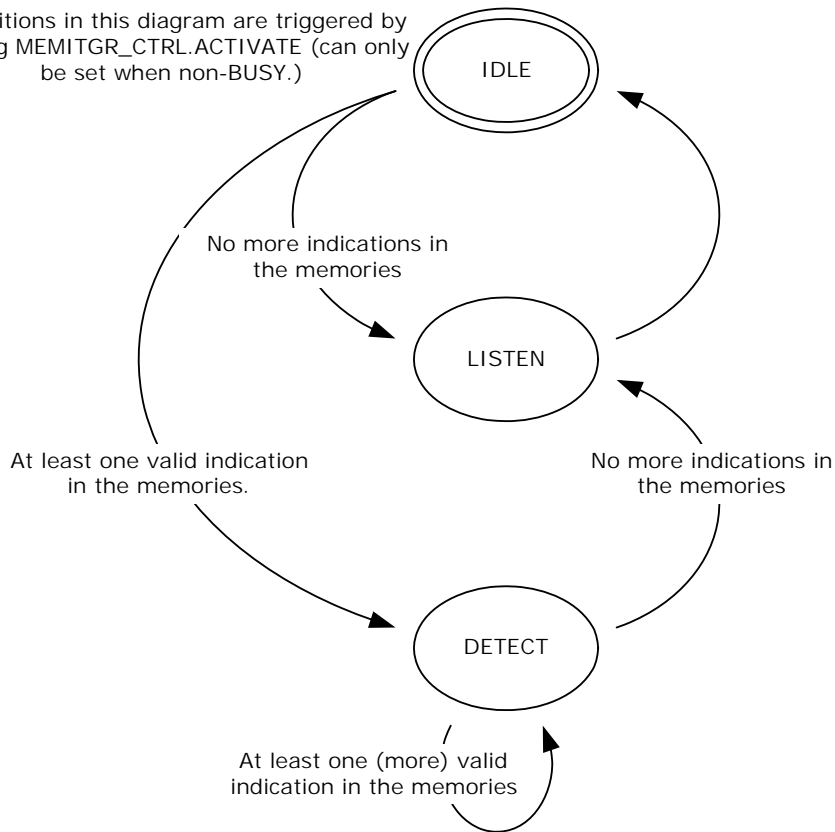 itions in this diagram are triggered by
g MEMITGR_CTRL.ACTIVATE (can only
be set when non-BUSY.)
IDLE
No more indications in
the memories
LISTEN
At least one valid indication
in the memories.
No more indications in
the memories
DETECT
At least one (more) valid
indication in the memories